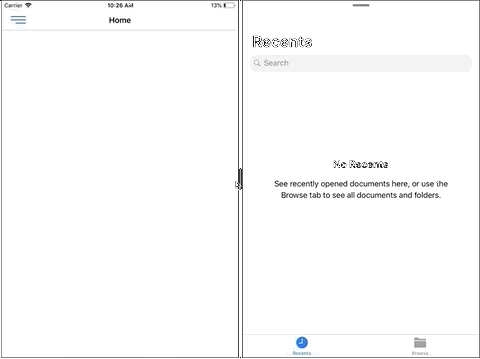 Carrier 10:26 AM 13%
Home
Recents
Search
No Recents
See recently opened documents here, or use the
Browse tab to see all documents and folders.
Recents Browse